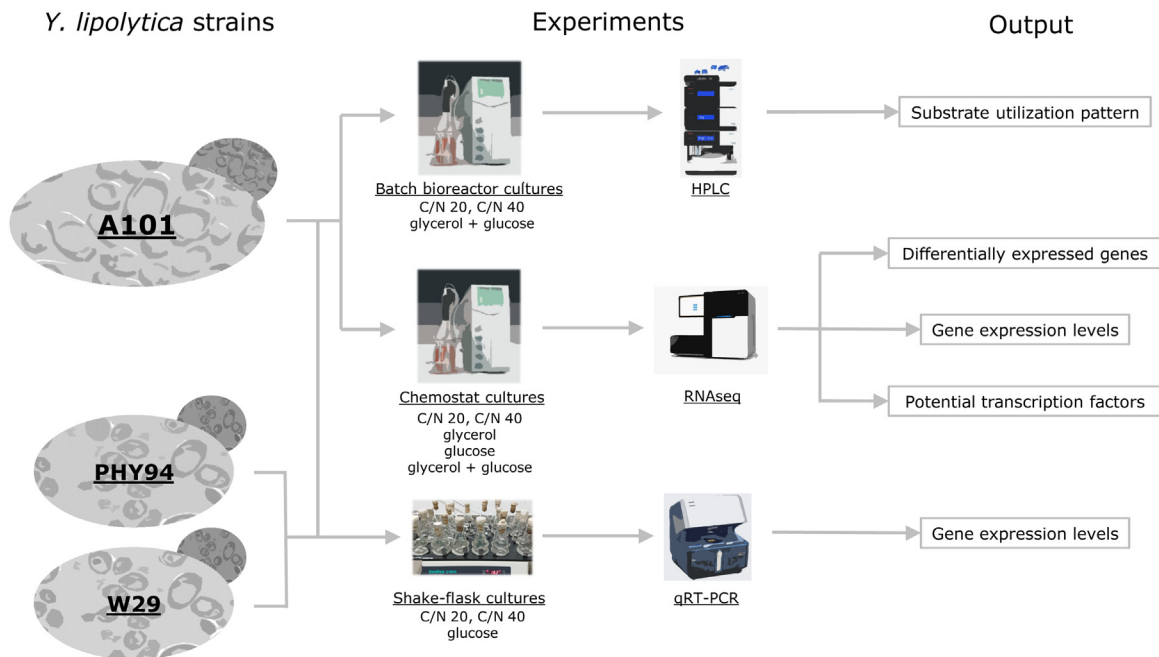 Y. lipolytica strains
Experiments
Output
A101
Batch bioreactor cultures
C/N 20, C/N 40
glycerol + glucose
HPLC
Substrate utilization pattern
Chemostat cultures
C/N 20, C/N 40
glycerol
glucose
glycerol + glucose
RNAseq
Differentially expressed genes
Gene expression levels
Potential transcription factors
PHY94
W29
Shake-flask cultures
C/N 20, C/N 40
glucose
qRT-PCR
Gene expression levels